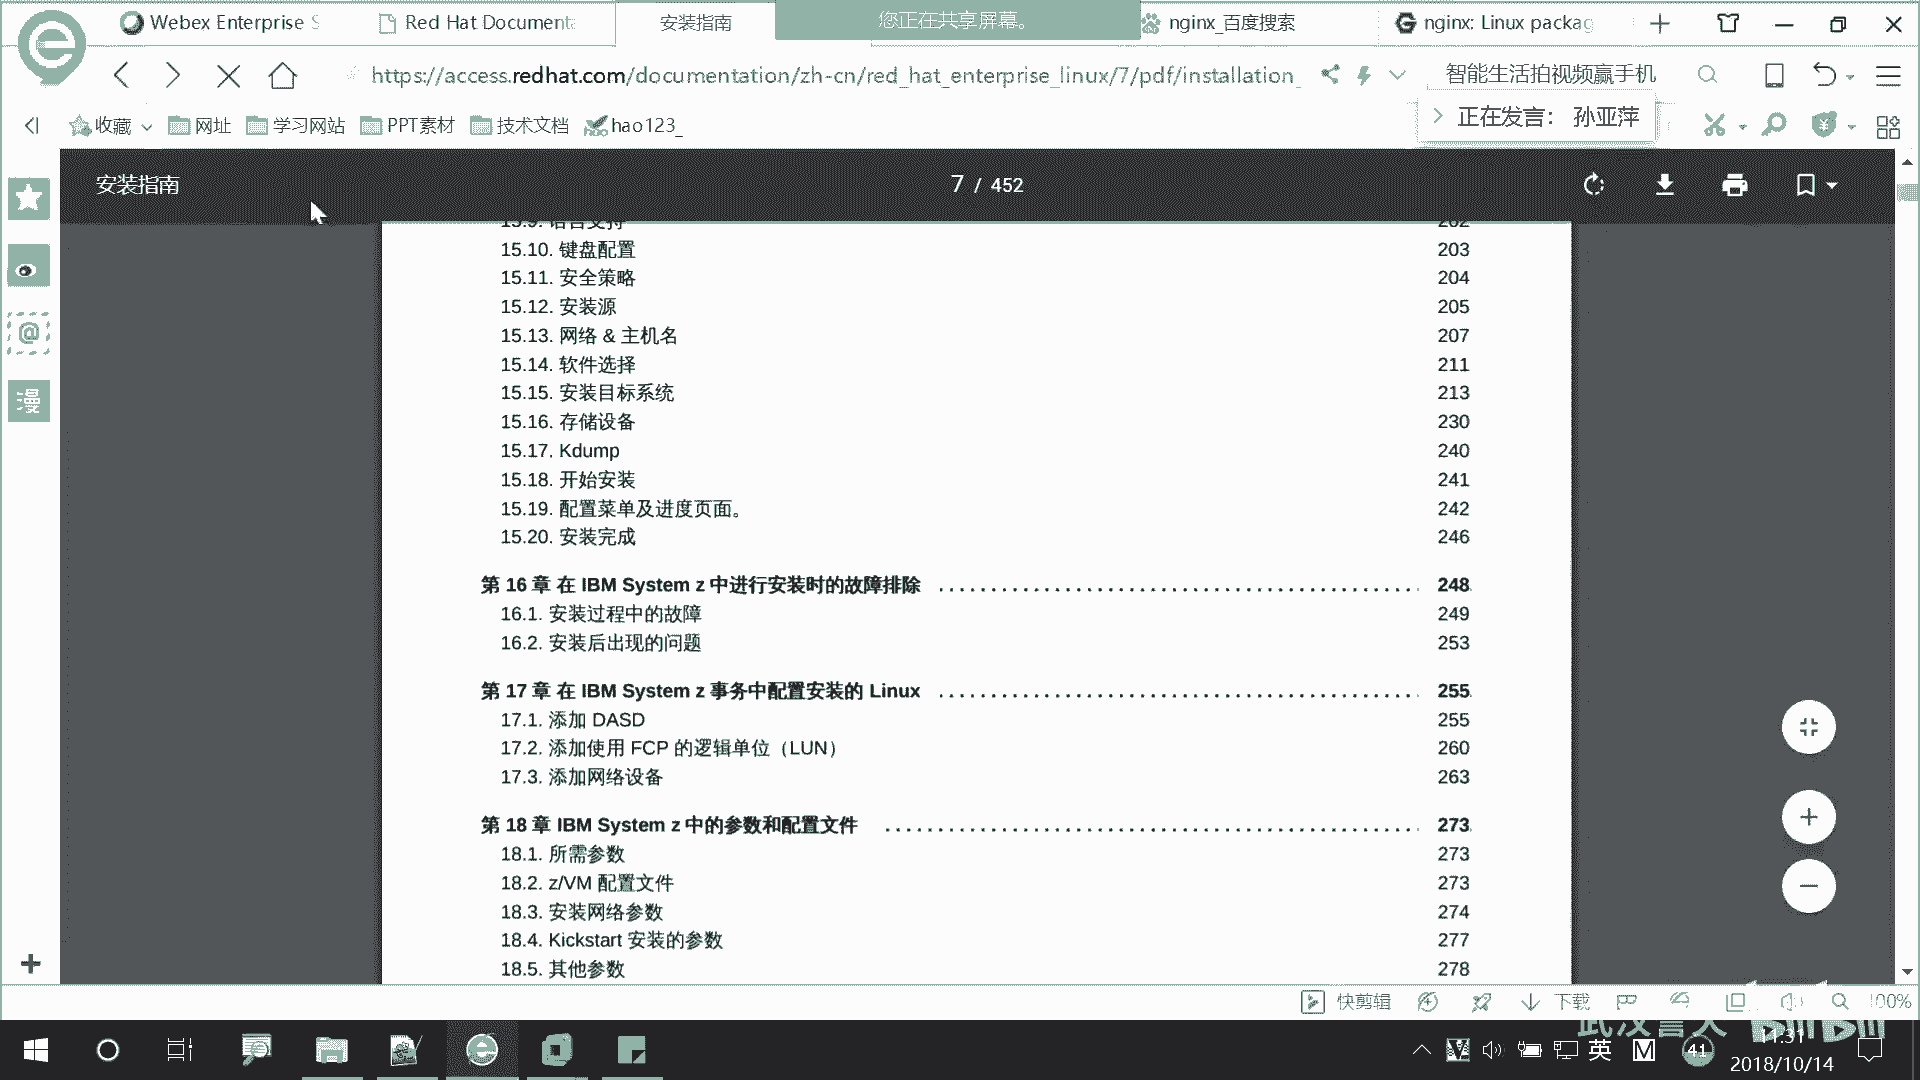 Webex Enterprise S
Red Hat Documenta
安装指南
您正在共享屏幕。
nginx_百度搜索
nginx: Linux packag
https://access.redhat.com/documentation/zh-cn/red_hat_enterprise_linux/7/pdf/installation_
智能生活拍视频赢手机
收藏
网址
学习网站
PPT素材
技术文档
hao123_
正在发言： 孙亚萍
安装指南
7 / 452
漫
15.9. 语言支持 202
15.10. 键盘配置 203
15.11. 安全策略 204
15.12. 安装源 205
15.13. 网络 & 主机名 207
15.14. 软件选择 211
15.15. 安装目标系统 213
15.16. 存储设备 230
15.17. Kdump 240
15.18. 开始安装 241
15.19. 配置菜单及进度页面。 242
15.20. 安装完成 246
第 16 章 在 IBM System z 中进行安装时的故障排除 248
16.1. 安装过程中的故障 249
16.2. 安装后出现的问题 253
第 17 章 在 IBM System z 事务中配置安装的 Linux 255
17.1. 添加 DASD 255
17.2. 添加使用 FCP 的逻辑单位（LUN） 260
17.3. 添加网络设备 263
第 18 章 IBM System z 中的参数和配置文件 273
18.1. 所需参数 273
18.2. z/VM 配置文件 273
18.3. 安装网络参数 274
18.4. Kickstart 安装的参数 277
18.5. 其他参数 278
快剪辑
下载
100%
英
M
41
11:31
2018/10/14